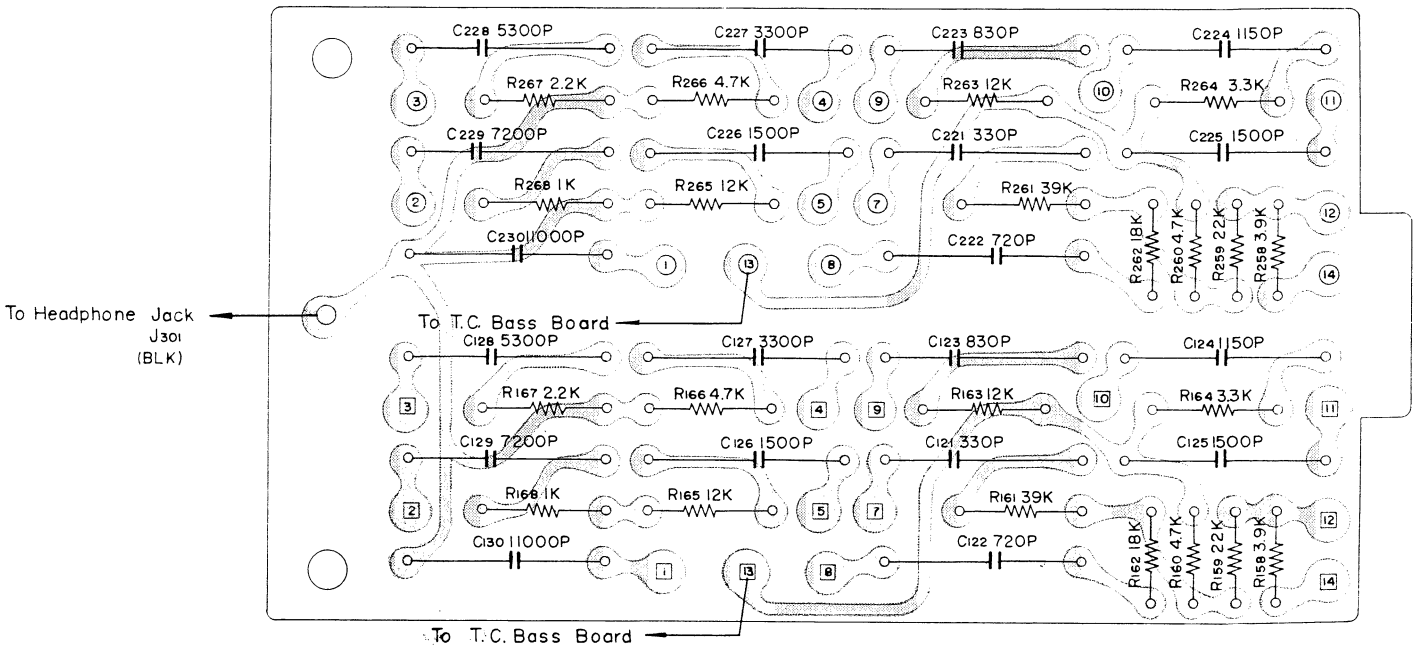 C228 5300P
C227 3300P
C223 830P
C224 1150P
R267 2.2K
R266 4.7K
R263 12K
R264 3.3K
3
4
9
10
11
C229 7200P
C226 1500P
C221 330P
C225 1500P
R268 1K
R265 12K
R261 39K
2
5
7
12
C230 11000P
C222 720P
R262 18K
R260 4.7K
R259 22K
R258 3.9K
1
13
8
14
To Headphone Jack
J301
(BLK)
To T.C. Bass Board
C128 5300P
C127 3300P
C123 830P
C124 1150P
R167 2.2K
R166 4.7K
R163 12K
R164 3.3K
3
4
9
10
11
C129 7200P
C126 1500P
C121 330P
C125 1500P
R168 1K
R165 12K
R161 39K
2
5
7
12
C130 11000P
C122 720P
R162 18K
R160 4.7K
R159 22K
R158 3.9K
1
13
8
14
To T.C. Bass Board